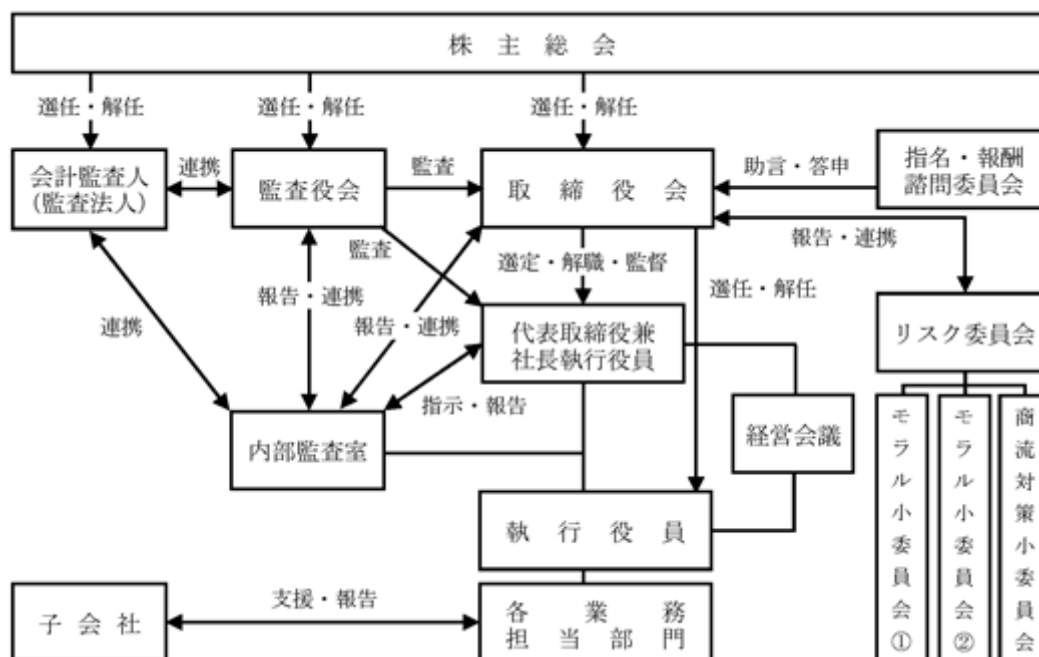 株主総会
選任・解任
選任・解任
選任・解任
会計監査人
(監査法人)
連携
監査役会
監査
取締役会
助言・答申
指名・報酬
諮問委員会
監査
選定・解職・監督
報告・連携
選任・解任
連携
報告・連携
報告・連携
代表取締役兼
社長執行役員
リスク委員会
指示・報告
内部監査室
経営会議
モラル小委員会①
モラル小委員会②
商流対策小委員会
執行役員
子会社
支援・報告
各業務
担当部門